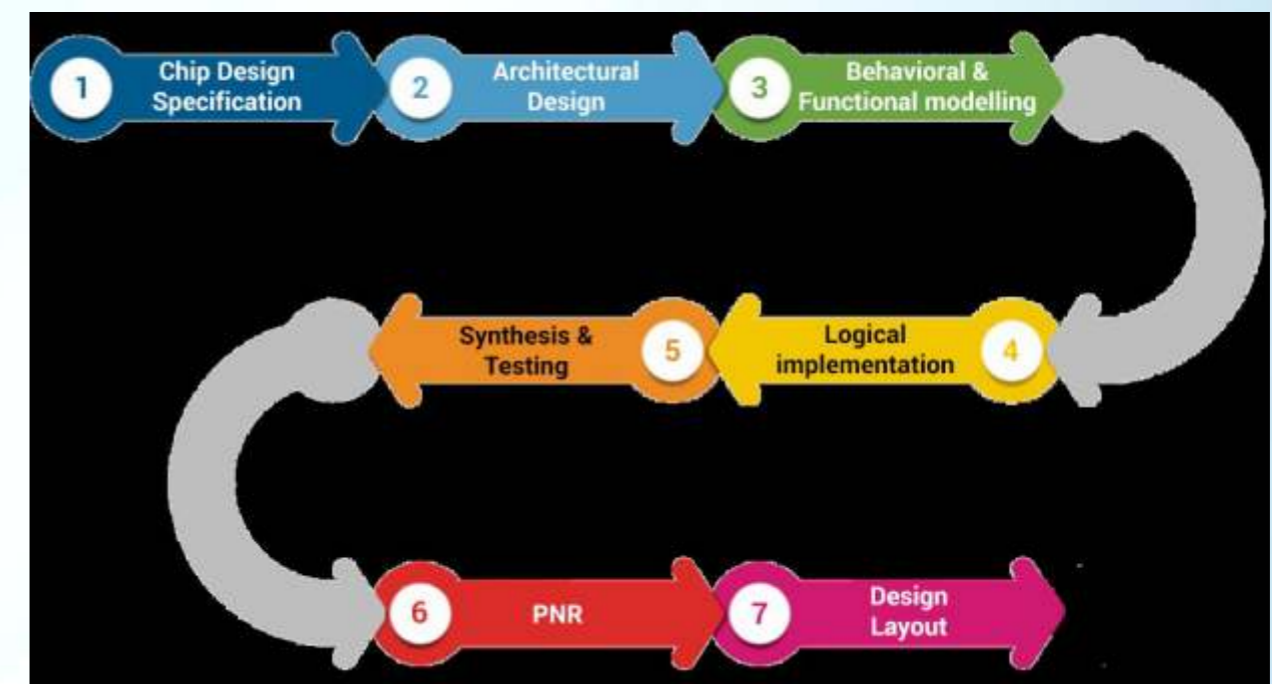 1
Chip Design
Specification
2
Architectural
Design
3
Behavioral &
Functional modelling
4
Logical
implementation
5
Synthesis &
Testing
6
PNR
7
Design
Layout